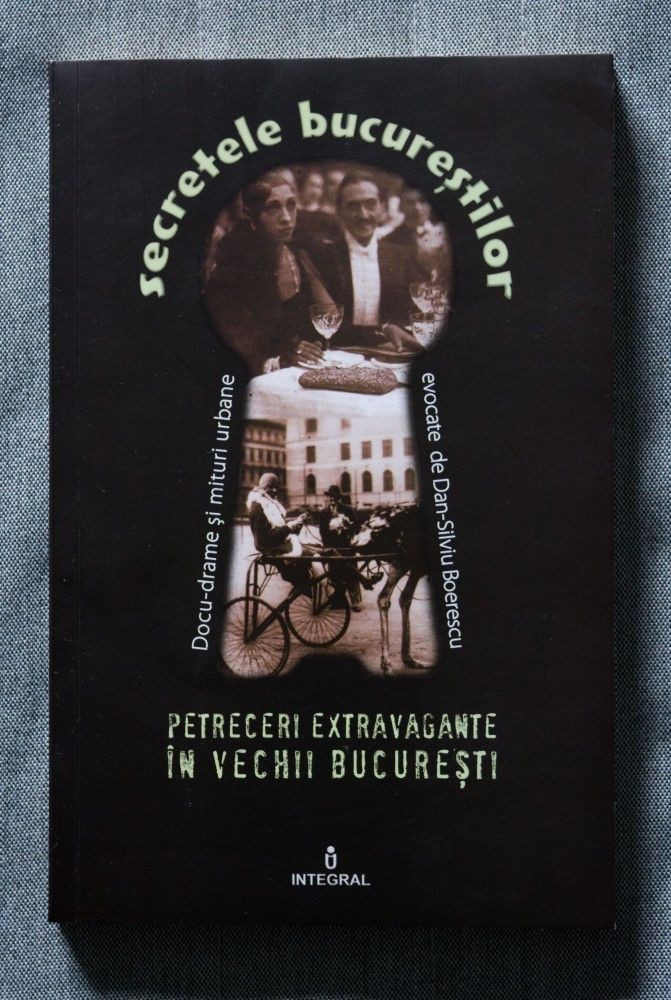 secretele bucureștilor
Docu-drame și mituri urbane
evocate de Dan-Silviu Boerescu
PETRECERI EXTRAVAGANTE
ÎN VECHII BUCUREȘTI
INTEGRAL